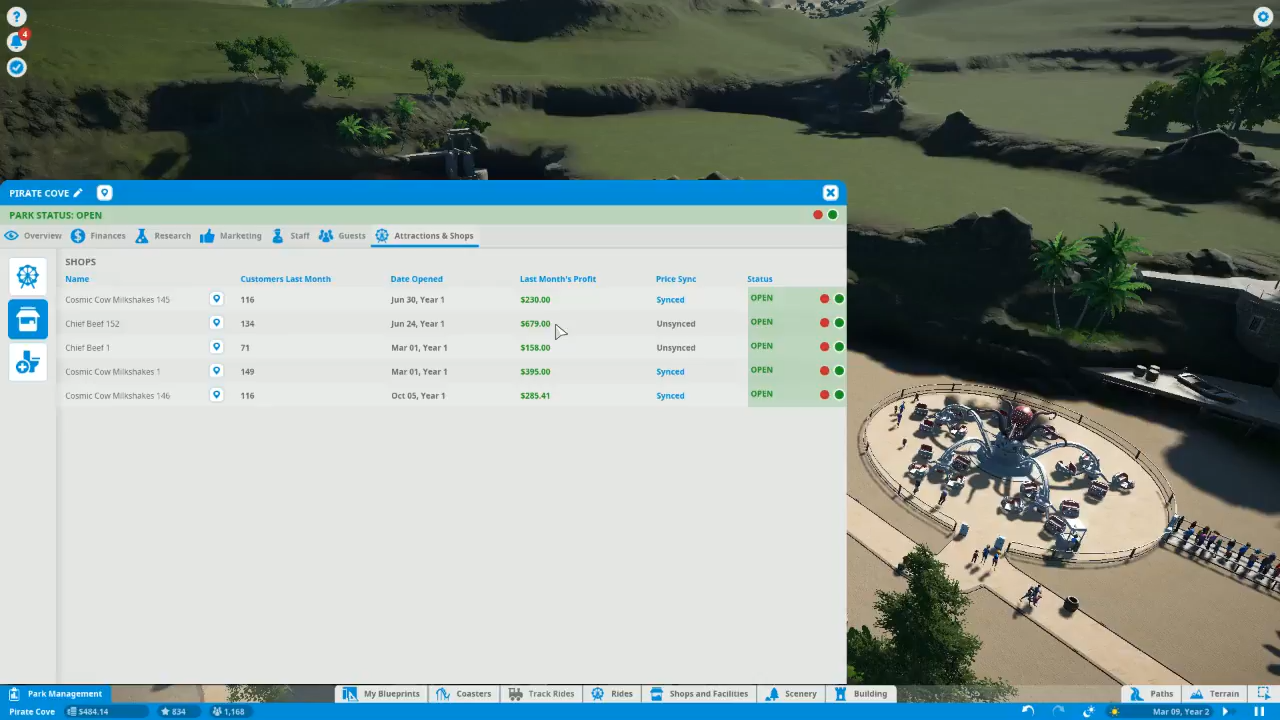 ?
4
PIRATE COVE
PARK STATUS: OPEN
Overview Finances Research Marketing Staff Guests Attractions & Shops
SHOPS
Name Customers Last Month Date Opened Last Month's Profit Price Sync Status
Cosmic Cow Milkshakes 145 116 Jun 30, Year 1 $230.00 Synced OPEN
Chief Beef 152 134 Jun 24, Year 1 $679.00 Unsynced OPEN
Chief Beef 1 71 Mar 01, Year 1 $158.00 Unsynced OPEN
Cosmic Cow Milkshakes 1 149 Mar 01, Year 1 $395.00 Synced OPEN
Cosmic Cow Milkshakes 146 116 Oct 05, Year 1 $285.41 Synced OPEN
Park Management My Blueprints Coasters Track Rides Rides Shops and Facilities Scenery Building Paths Terrain
Pirate Cove $484.14 834 1,168 Mar 09, Year 2